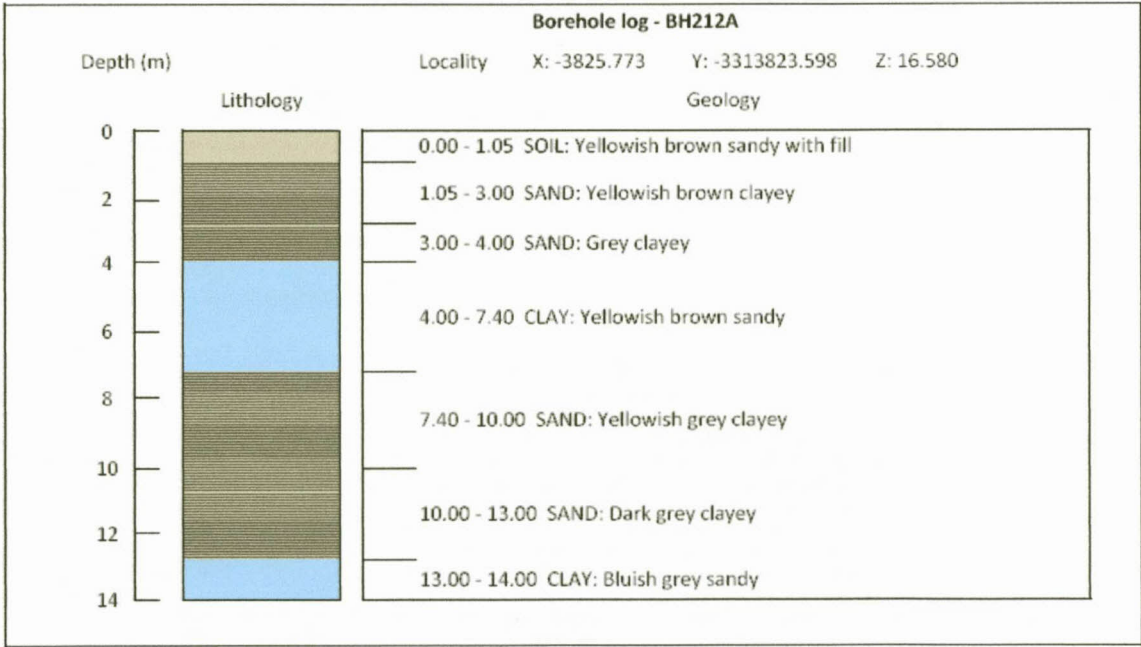 Borehole log - BH212A
Depth (m)
Locality X: -3825.773 Y: -3313823.598 Z: 16.580
Lithology Geology
0
0.00 - 1.05 SOIL: Yellowish brown sandy with fill
2
1.05 - 3.00 SAND: Yellowish brown clayey
3.00 - 4.00 SAND: Grey clayey
4
4.00 - 7.40 CLAY: Yellowish brown sandy
6
8
7.40 - 10.00 SAND: Yellowish grey clayey
10
10.00 - 13.00 SAND: Dark grey clayey
12
13.00 - 14.00 CLAY: Bluish grey sandy
14